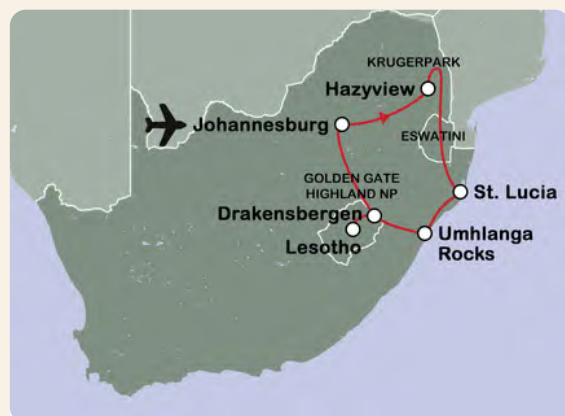 KRUGERPARK
Hazyview
Johannesburg
ESWATINI
GOLDEN GATE
HIGHLAND NP
St. Lucia
Drakensbergen
Umhlanga
Rocks
Lesotho